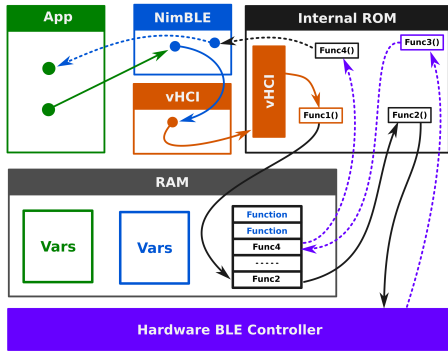 App
NimBLE
Internal ROM
Func4()
Func3()
vHCI
vHCI
Func1()
Func2()
RAM
Vars
Vars
Function
Function
Func4
-----
Func2
Hardware BLE Controller